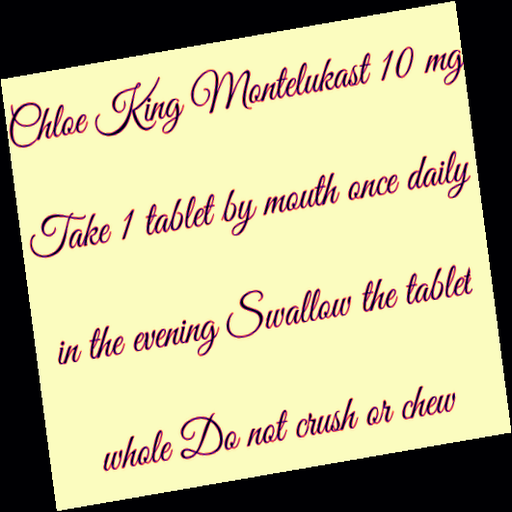 Chloe King Montelukast 10 mg
Take 1 tablet by mouth once daily
in the evening Swallow the tablet
whole Do not crush or chew